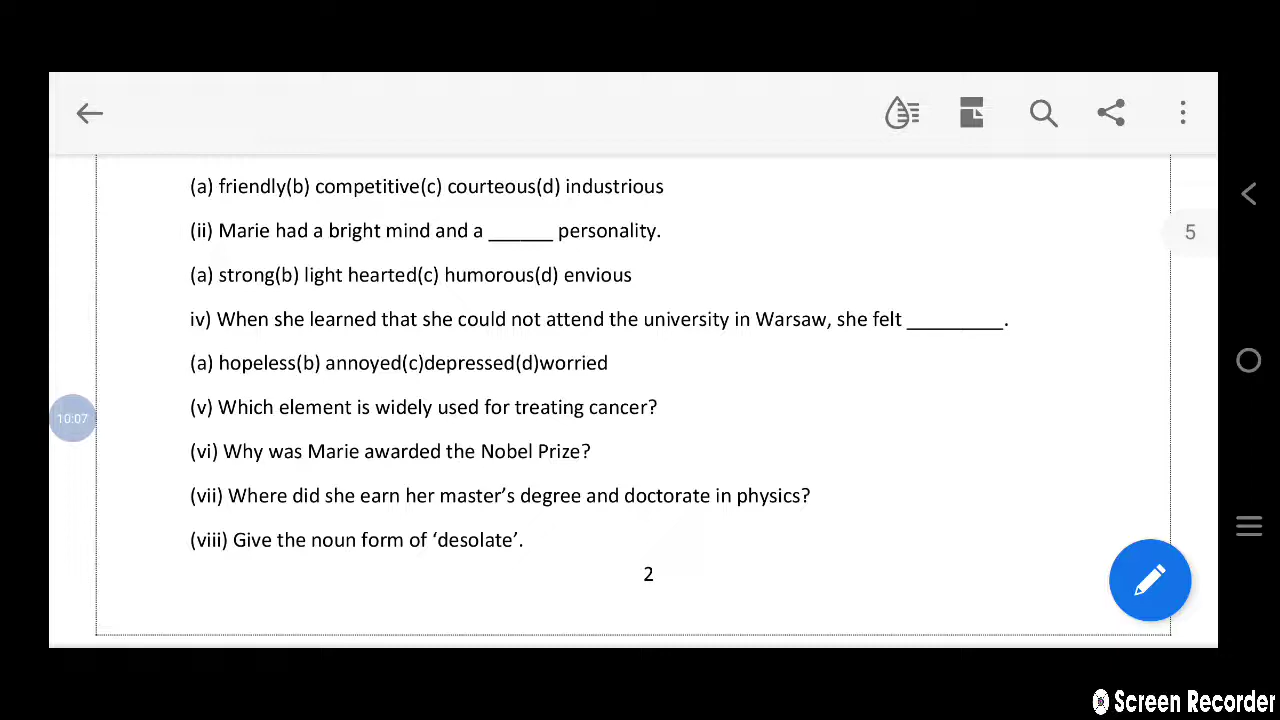 (a) friendly(b) competitive(c) courteous(d) industrious
(ii) Marie had a bright mind and a ______ personality.
5
(a) strong(b) light hearted(c) humorous(d) envious
iv) When she learned that she could not attend the university in Warsaw, she felt _________.
(a) hopeless(b) annoyed(c)depressed(d)worried
(v) Which element is widely used for treating cancer?
10:07
(vi) Why was Marie awarded the Nobel Prize?
(vii) Where did she earn her master’s degree and doctorate in physics?
(viii) Give the noun form of ‘desolate’.
2
Screen Recorder